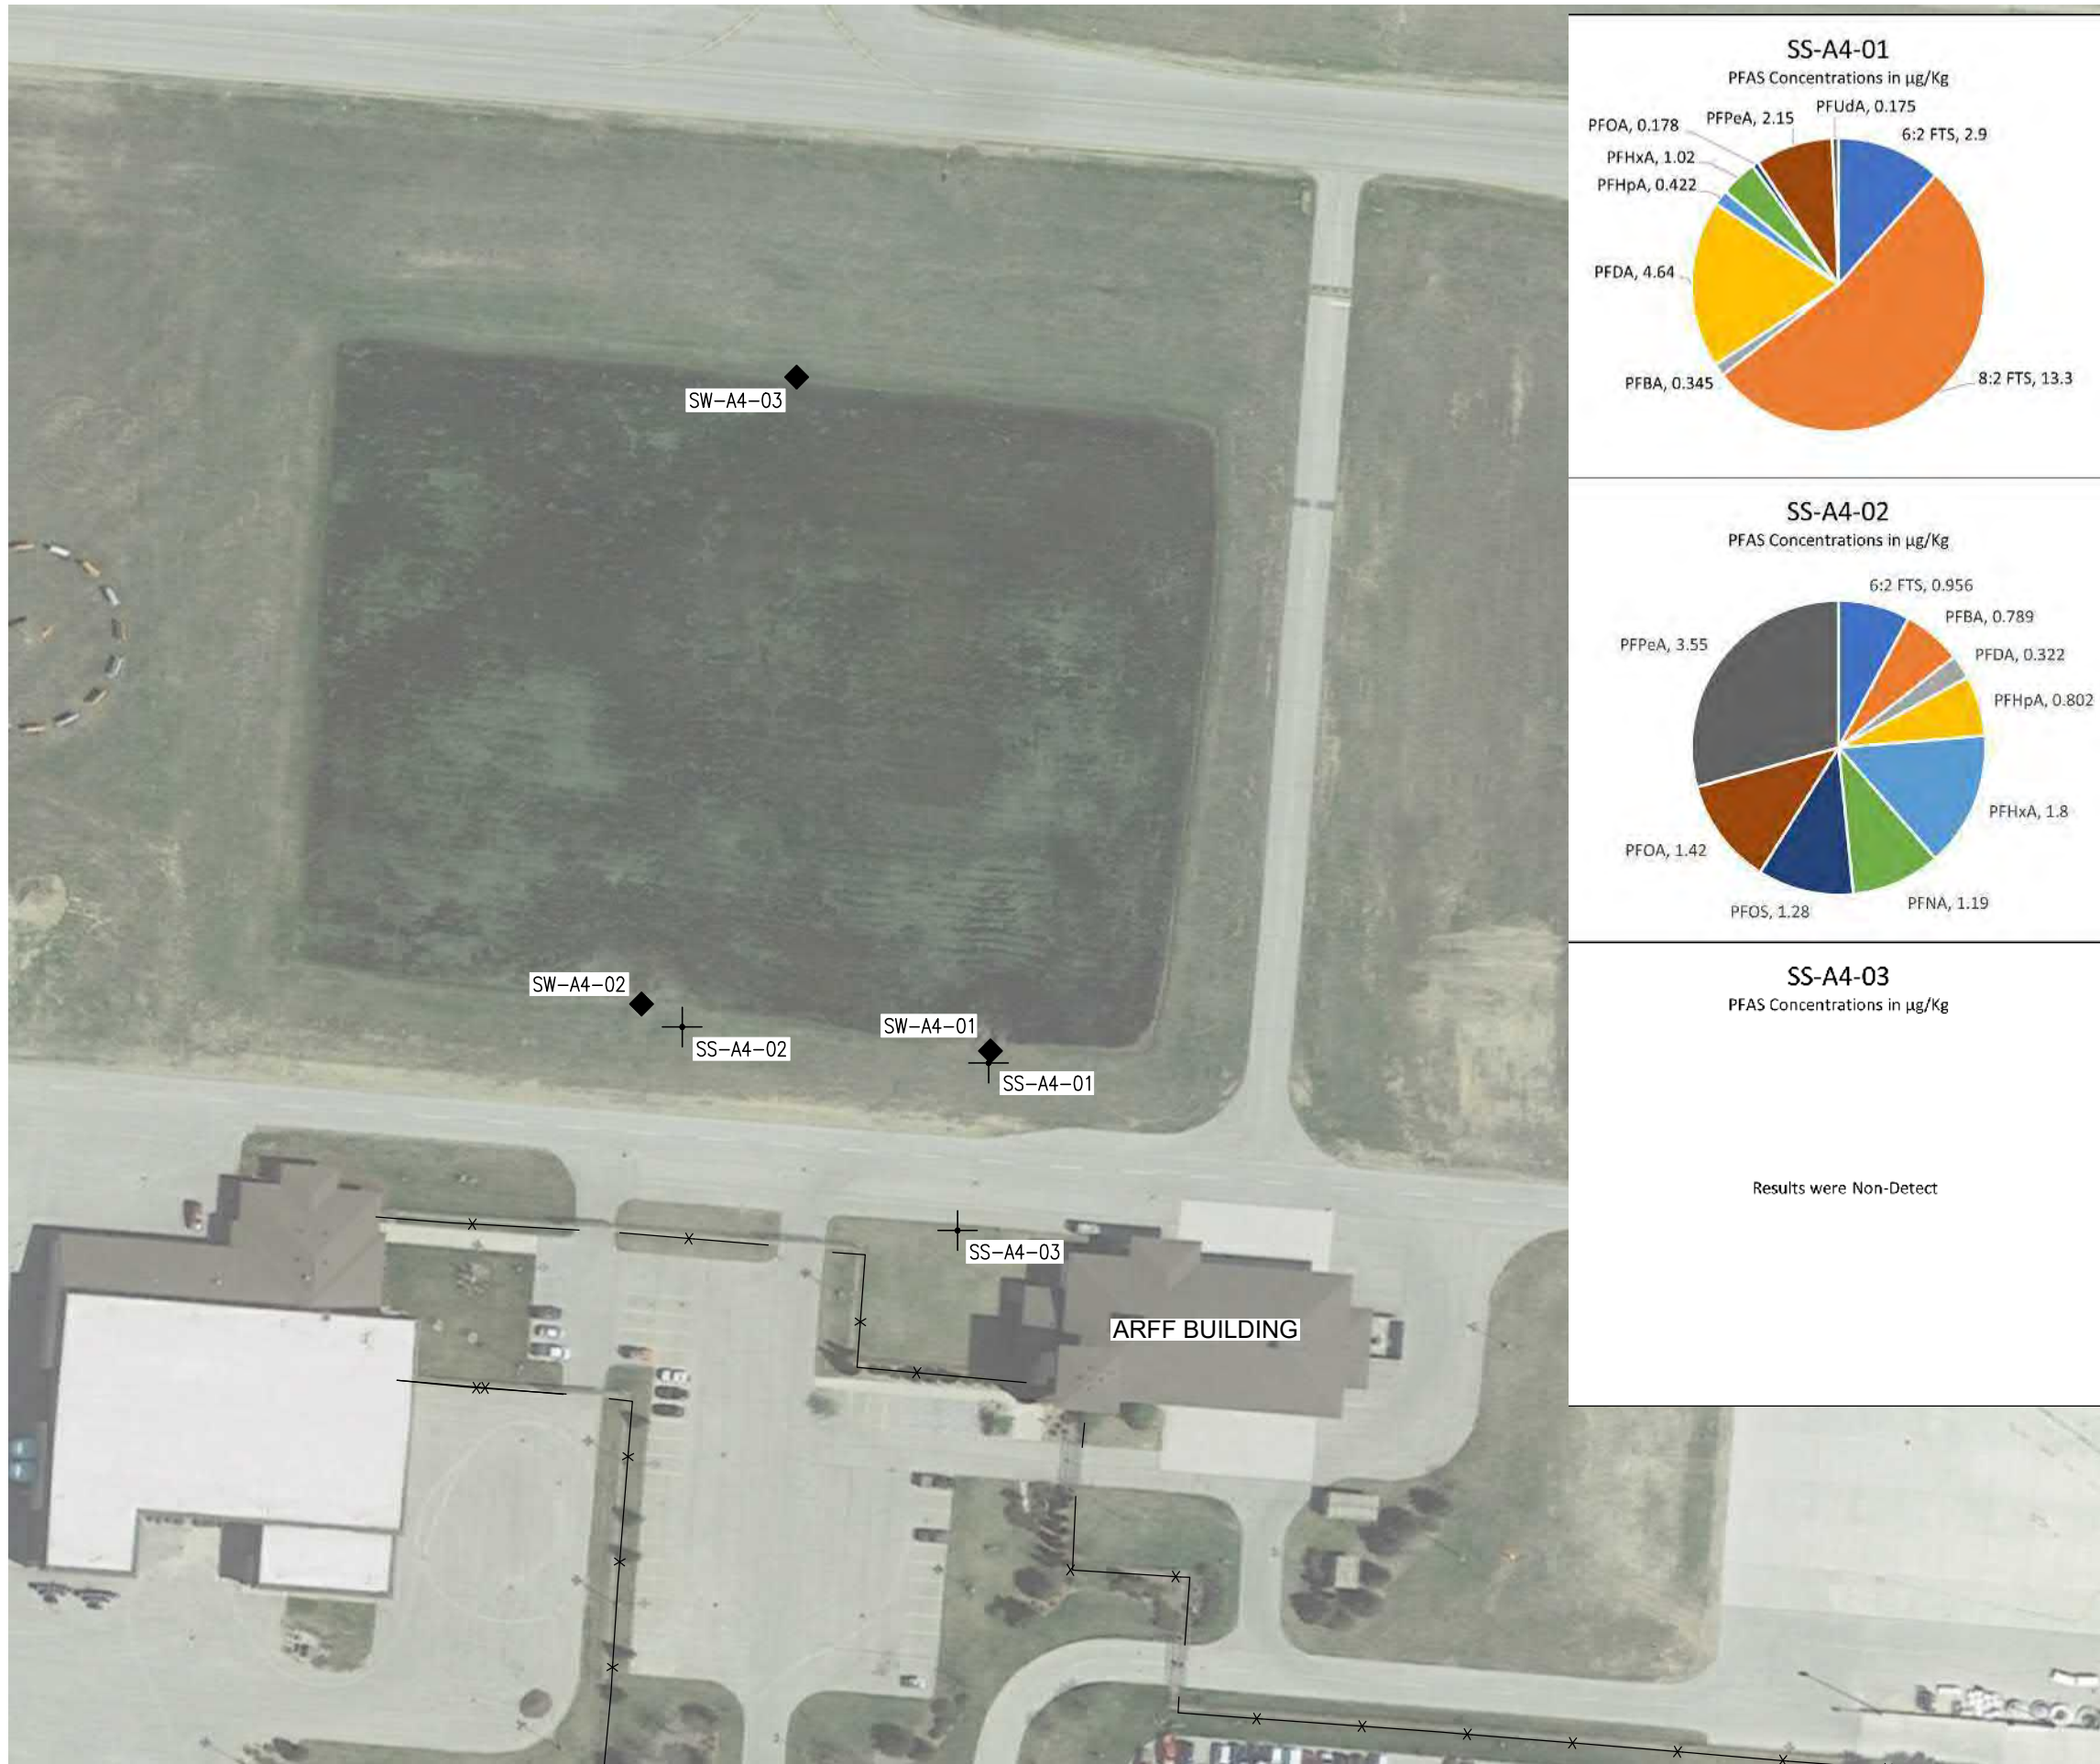 SS-A4-01
PFAS Concentrations in µg/Kg
PFUdA, 0.175
PFPeA, 2.15
PFOA, 0.178
6:2 FTS, 2.9
PFHxA, 1.02
PFHpA, 0.422
PFDA, 4.64
PFBA, 0.345
8:2 FTS, 13.3
SS-A4-02
PFAS Concentrations in µg/Kg
6:2 FTS, 0.956
PFBA, 0.789
PFPeA, 3.55
PFDA, 0.322
PFHpA, 0.802
PFHxA, 1.8
PFOA, 1.42
PFNA, 1.19
PFOS, 1.28
SS-A4-03
PFAS Concentrations in µg/Kg
Results were Non-Detect
SW-A4-03
SW-A4-02
SS-A4-02
SW-A4-01
SS-A4-01
SS-A4-03
ARFF BUILDING